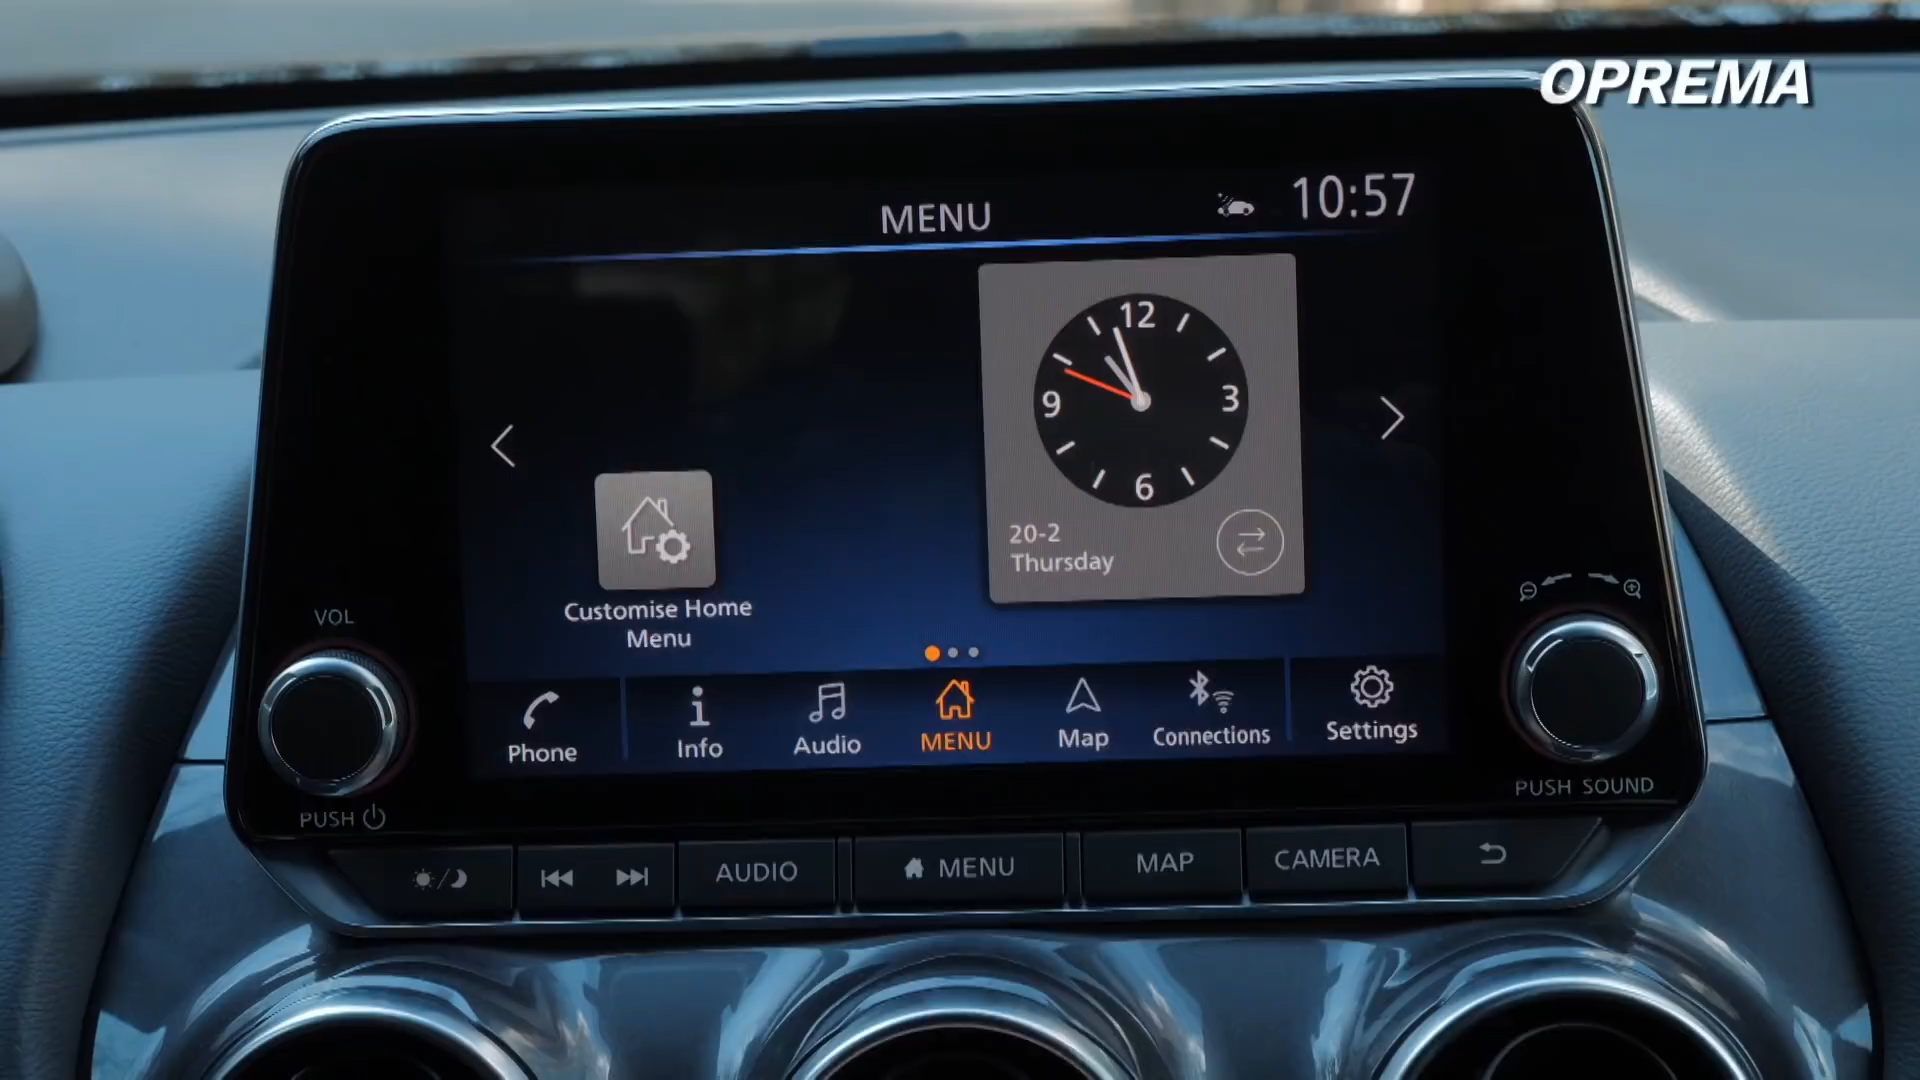 OPREMA
MENU
10:57
12
3
9
6
20-2
Thursday
Customise Home
Menu
Phone
Info
Audio
MENU
Map
Connections
Settings
VOL
PUSH
PUSH SOUND
AUDIO
MENU
MAP
CAMERA